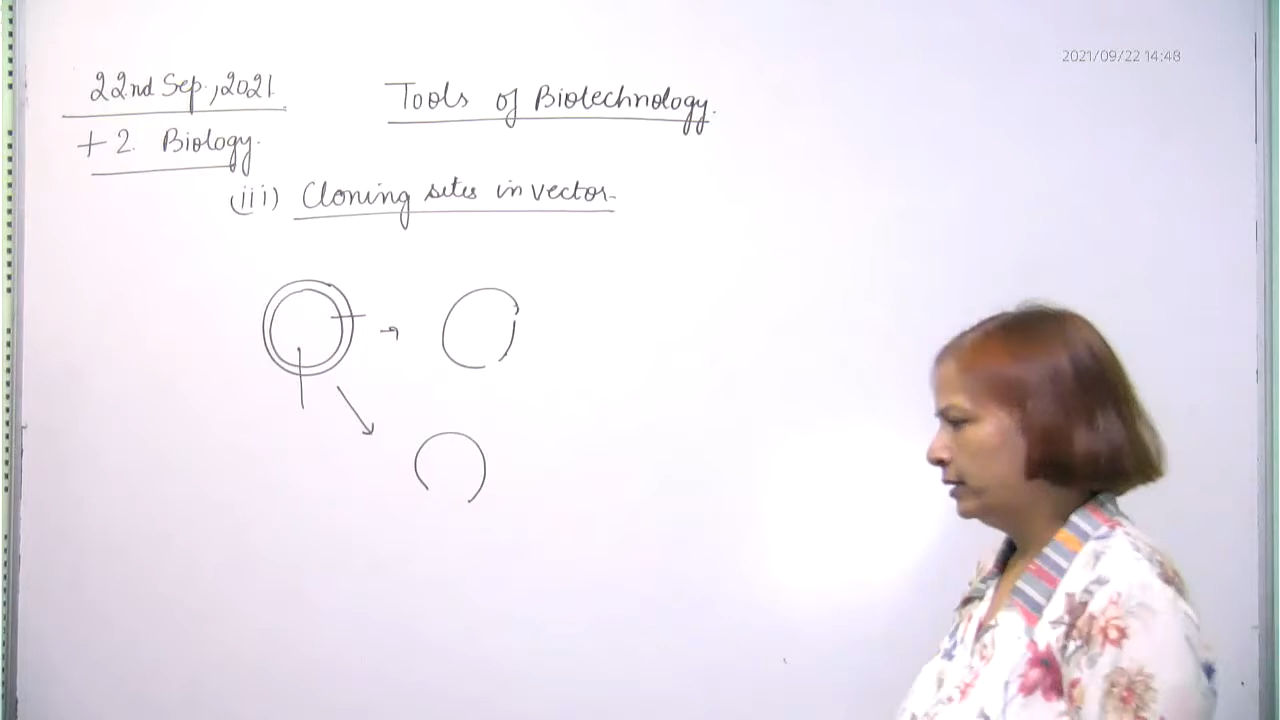 2021/09/22 14:48
22nd Sep., 2021
Tools of Biotechnology.
+2. Biology.
(iii) Cloning sites in vector-